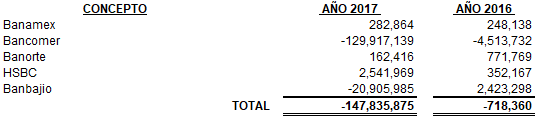 CONCEPTO AÑO 2017 AÑO 2016
Banamex 282,864 248,138
Bancomer -129,917,139 -4,513,732
Banorte 162,416 771,769
HSBC 2,541,969 352,167
Banbajio -20,905,985 2,423,298
TOTAL -147,835,875 -718,360